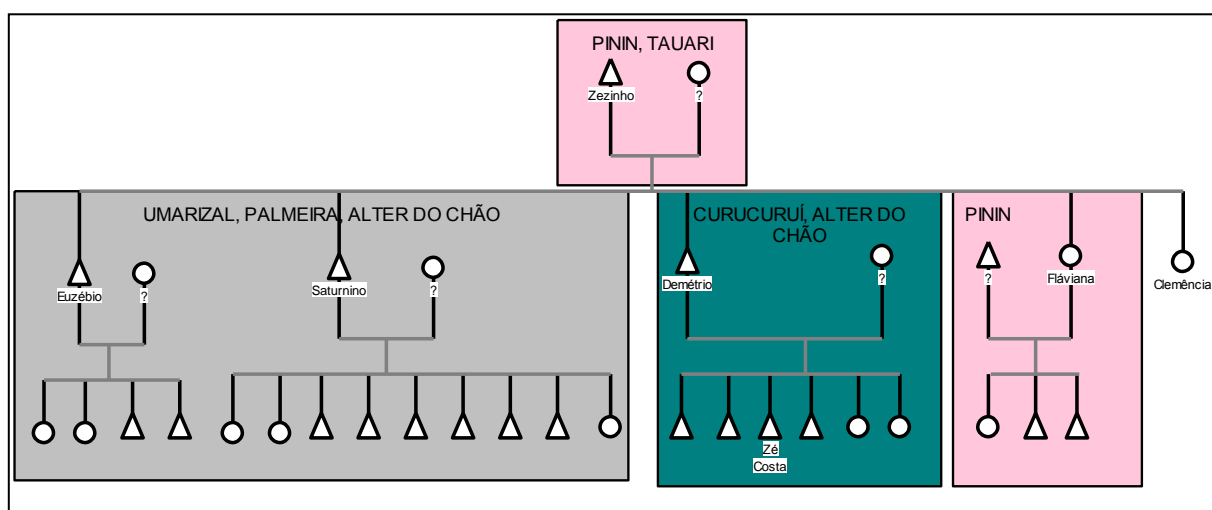 PININ, TAUARI
Zezinho
?
UMARIZAL, PALMEIRA, ALTER DO CHÃO
CURUCURUÍ, ALTER DO
CHÃO
PININ
Euzébio
?
Saturnino
?
Demétrio
?
?
Fláviana
Clemência
Zé
Costa